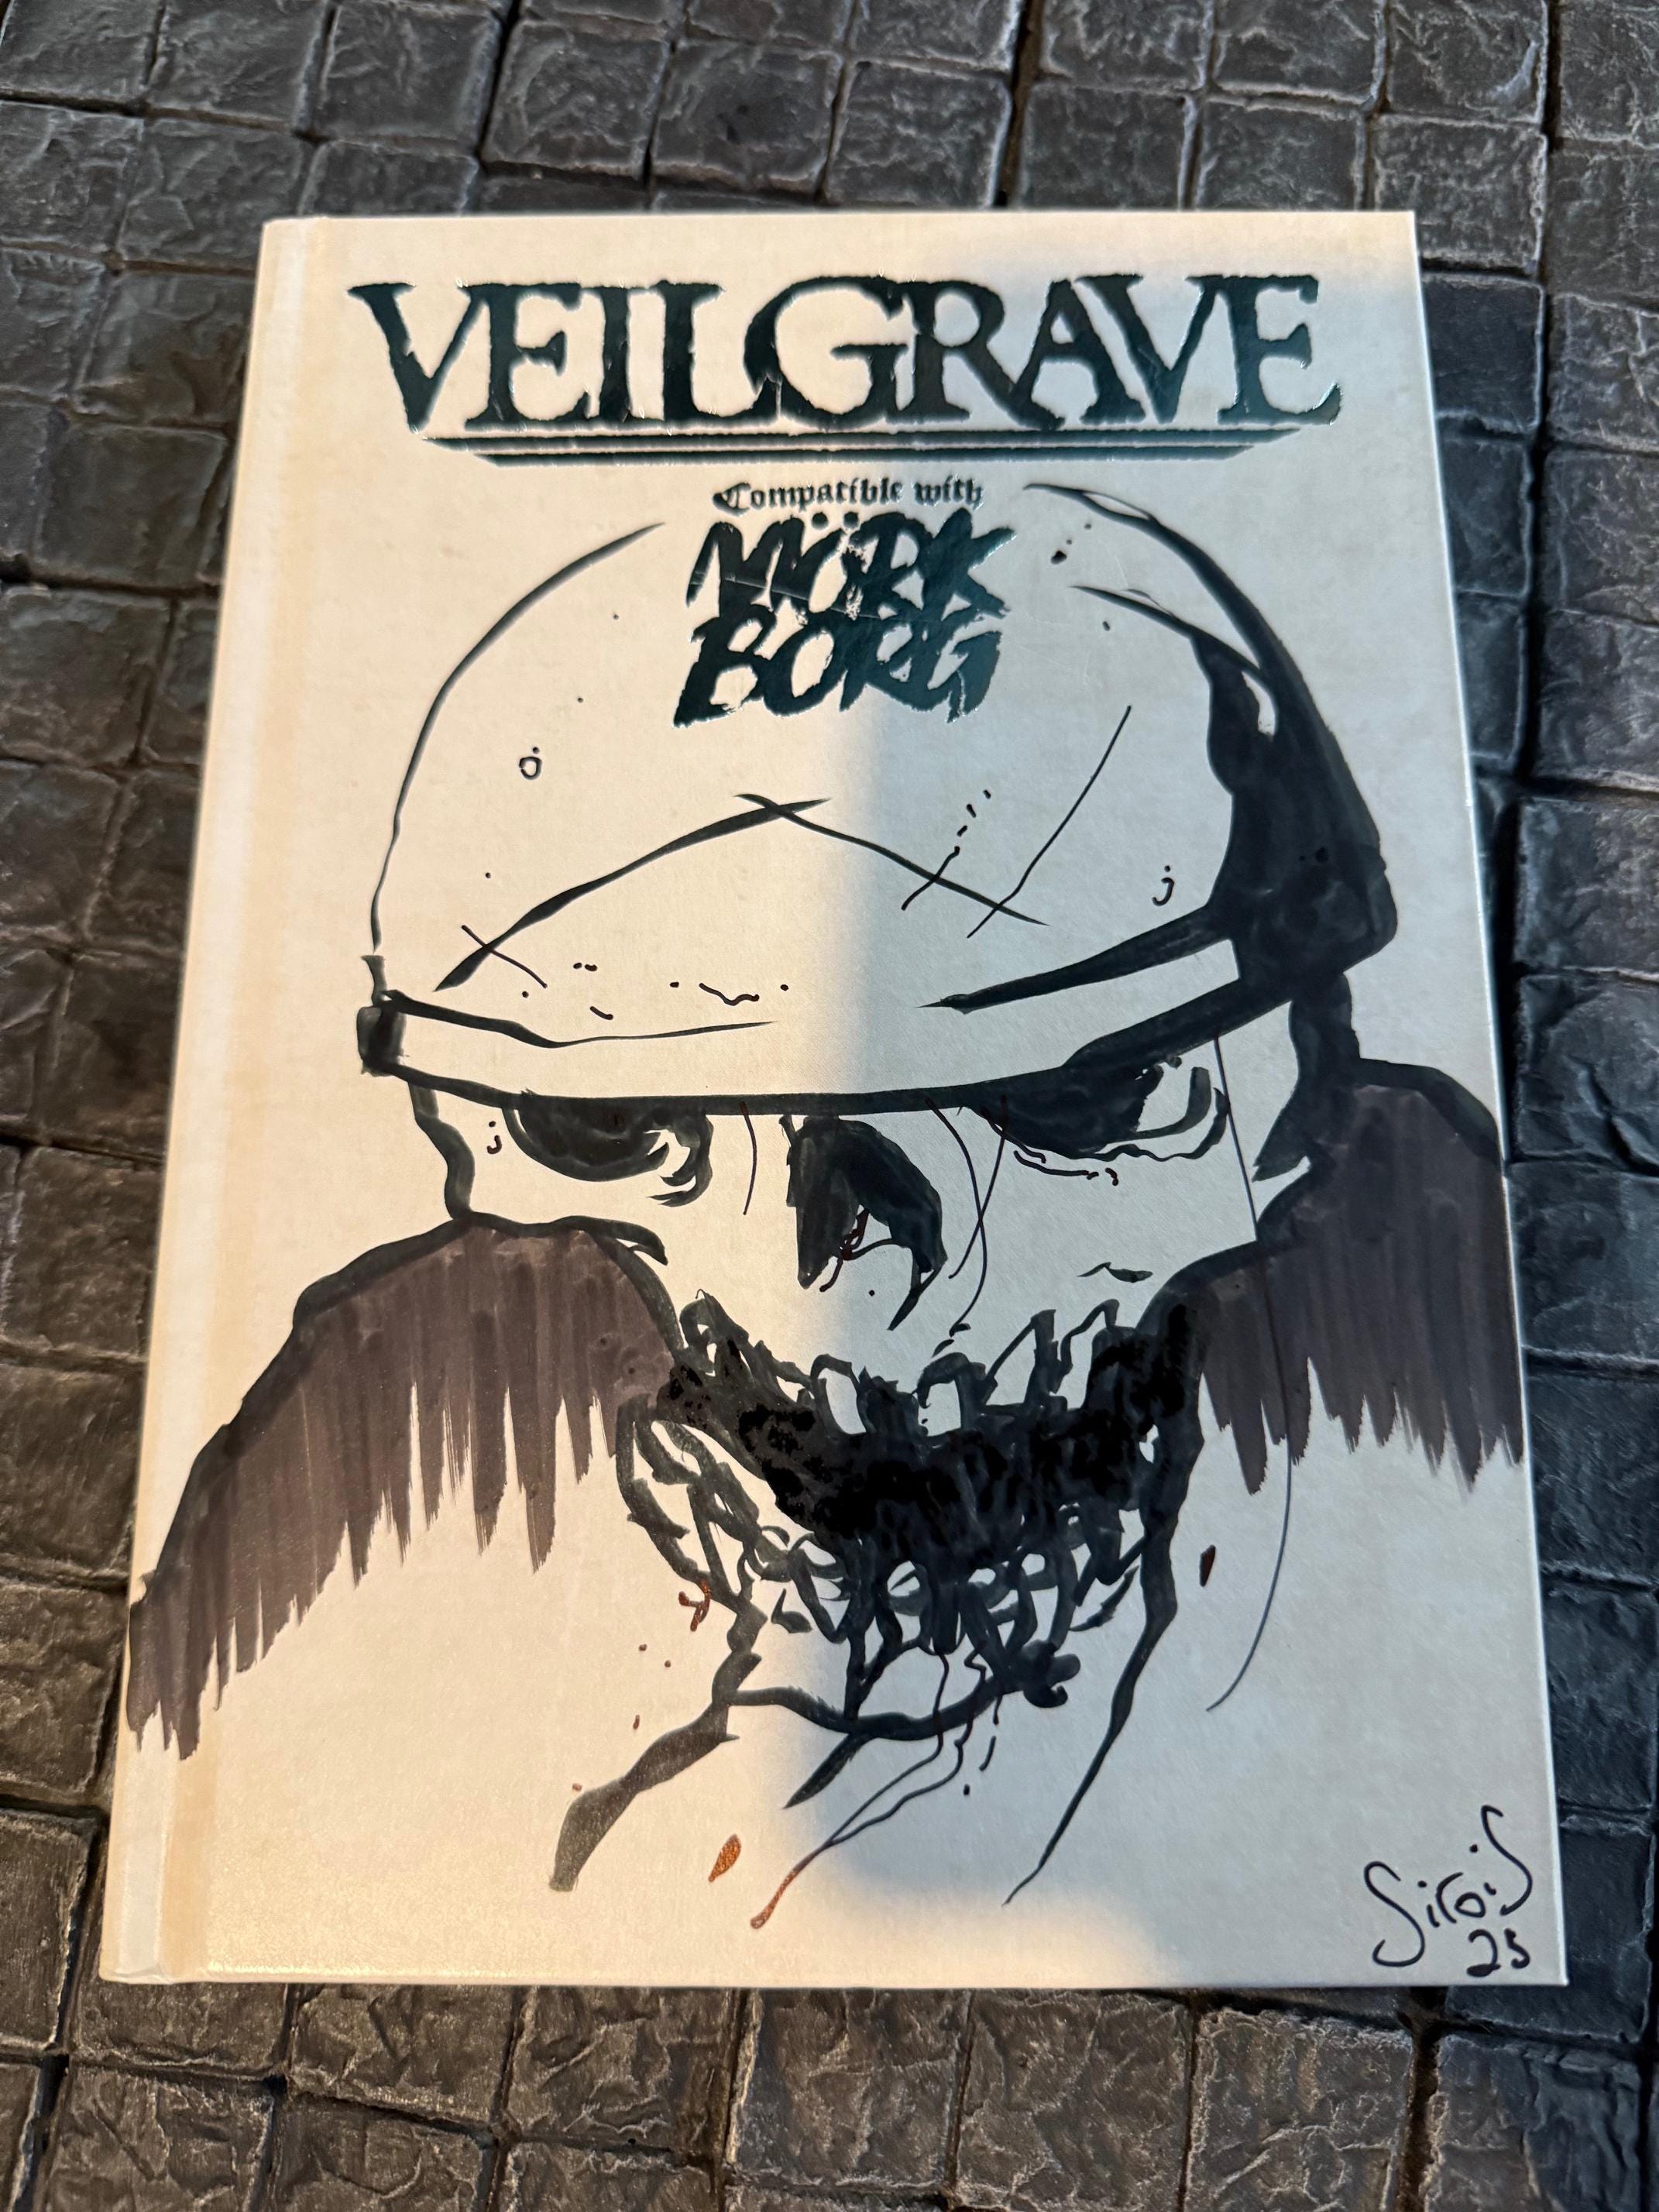 VEILGRAVE
Compatible with
MÖRK
BORG
SiroiS
25